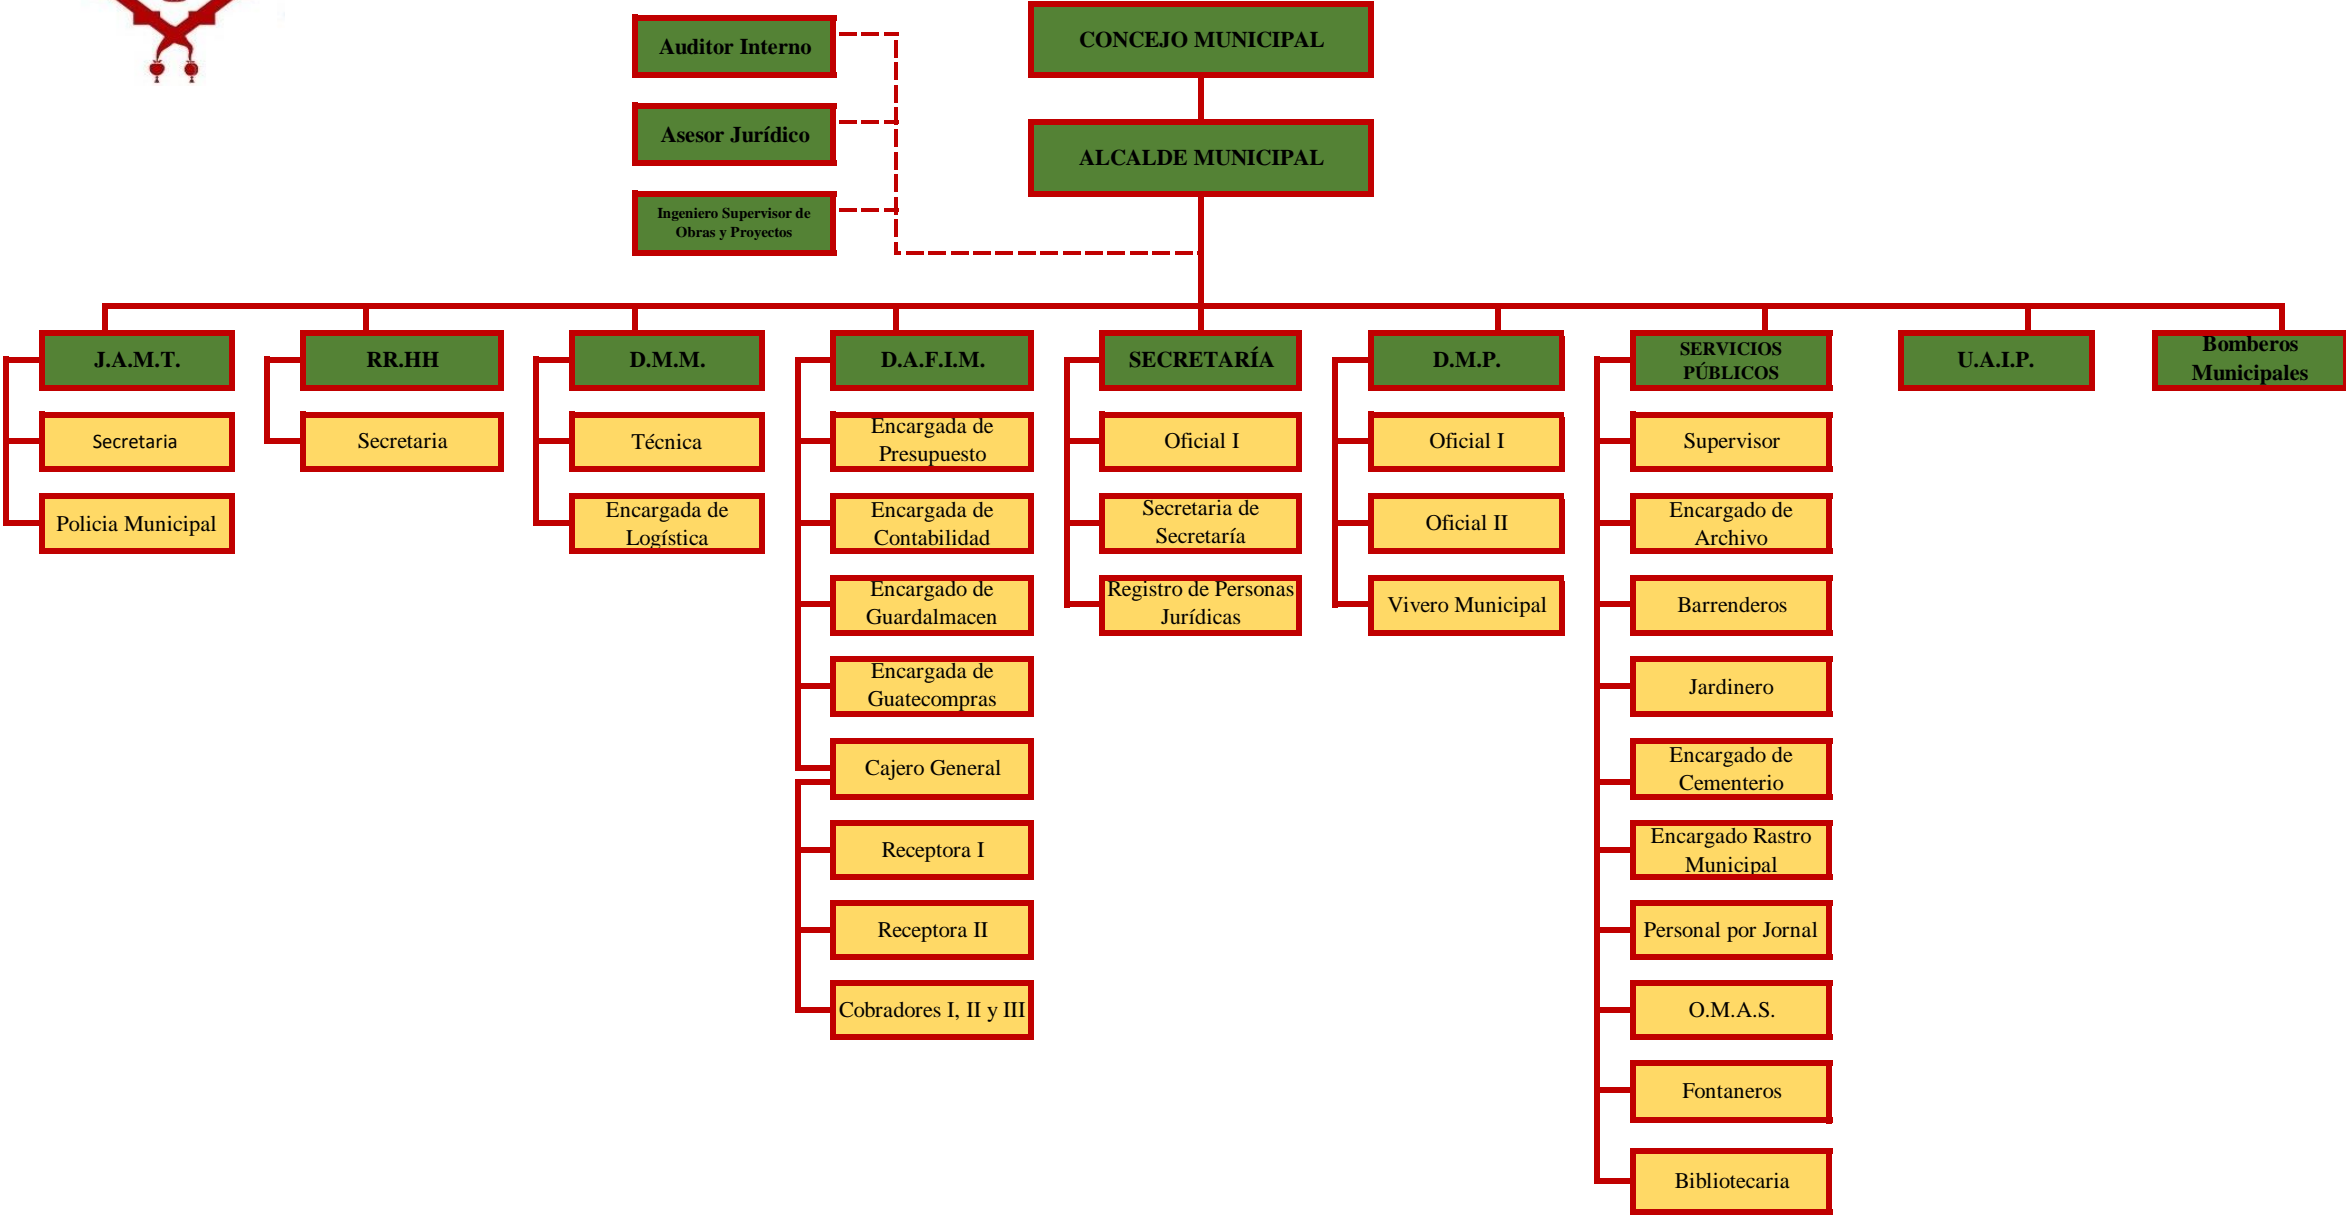 Auditor Interno
CONCEJO MUNICIPAL
Asesor Jurídico
ALCALDE MUNICIPAL
Ingeniero Supervisor de
Obras y Proyectos
J.A.M.T.
Secretaria
Policia Municipal
RR.HH
Secretaria
D.M.M.
Técnica
Encargada de
Logística
D.A.F.I.M.
Encargada de
Presupuesto
Encargada de
Contabilidad
Encargado de
Guardalmacen
Encargada de
Guatecompras
Cajero General
Receptora I
Receptora II
Cobradores I, II y III
SECRETARÍA
Oficial I
Secretaria de
Secretaría
Registro de Personas
Jurídicas
D.M.P.
Oficial I
Oficial II
Vivero Municipal
SERVICIOS
PÚBLICOS
Supervisor
Encargado de
Archivo
Barrenderos
Jardinero
Encargado de
Cementerio
Encargado Rastro
Municipal
Personal por Jornal
O.M.A.S.
Fontaneros
Bibliotecaria
U.A.I.P.
Bomberos
Municipales